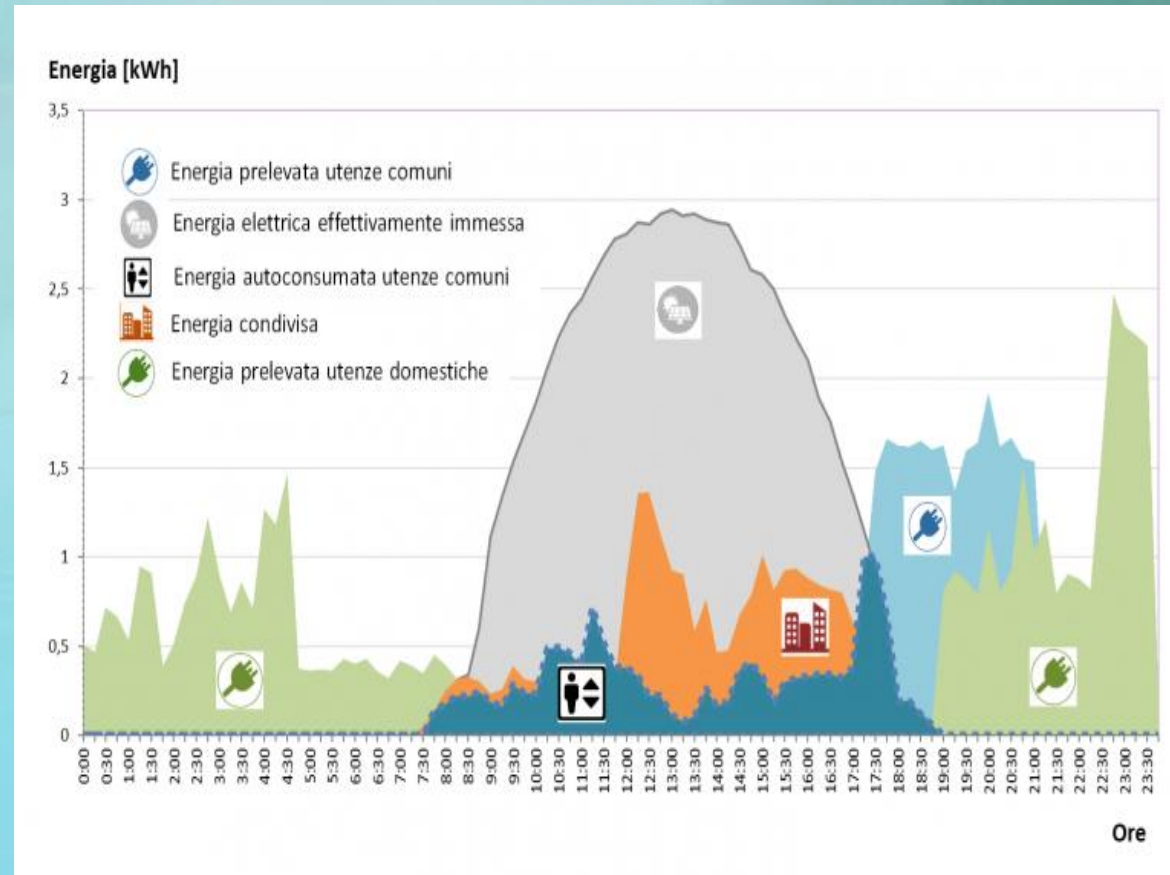 Energia [kWh]
3,5
Energia prelevata utenze comuni
3
Energia elettrica effettivamente immessa
Energia autoconsumata utenze comuni
2,5
Energia condivisa
Energia prelevata utenze domestiche
2
1,5
1
0,5
0
0:00 0:30 1:00 1:30 2:00 2:30 3:00 3:30 4:00 4:30 5:00 5:30 6:00 6:30 7:00 7:30 8:00 8:30 9:00 9:30 10:00 10:30 11:00 11:30 12:00 12:30 13:00 13:30 14:00 14:30 15:00 15:30 16:00 16:30 17:00 17:30 18:00 18:30 19:00 19:30 20:00 20:30 21:00 21:30 22:00 22:30 23:00 23:30
Ore